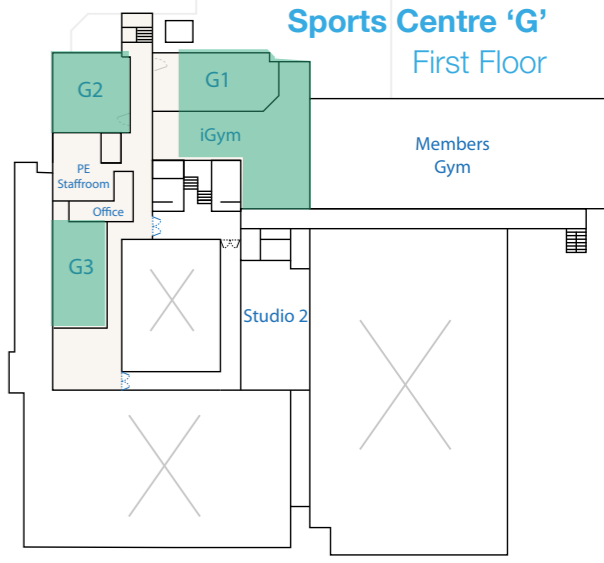 Sports Centre ‘G’
First Floor
G2
G1
iGym
Members
Gym
PE
Staffroom
Office
G3
Studio 2